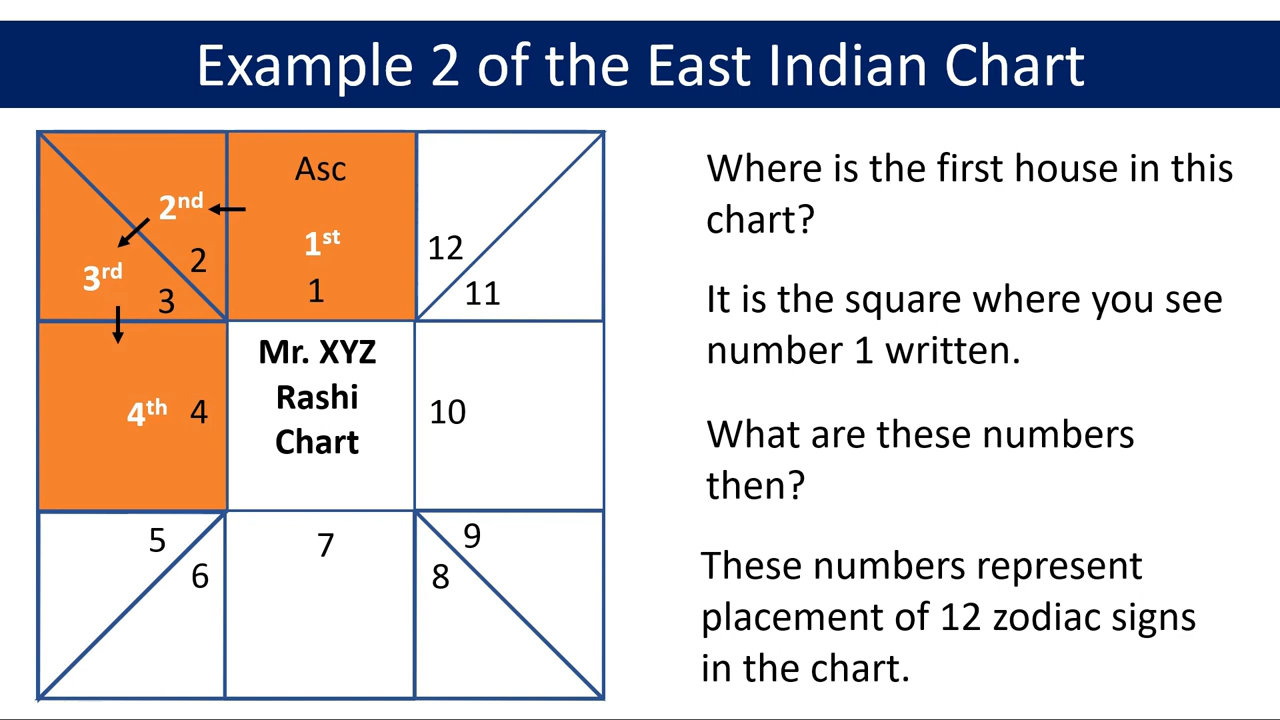 Example 2 of the East Indian Chart
Asc
2nd
1st
12
2
3rd
3
1
11
Mr. XYZ
Rashi
Chart
4th 4
10
5
6
7
9
8
Where is the first house in this
chart?
It is the square where you see
number 1 written.
What are these numbers
then?
These numbers represent
placement of 12 zodiac signs
in the chart.